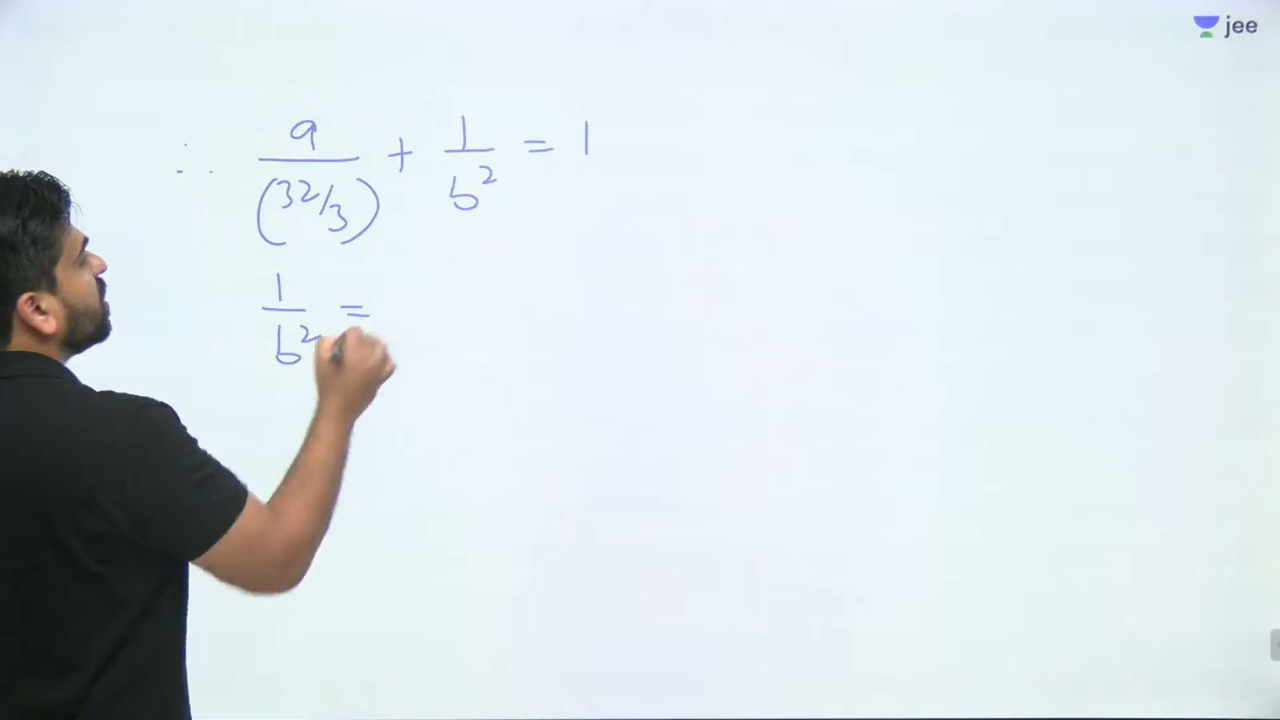 jee
∴ 9/(32/3) + 1/b² = 1
1/b² =